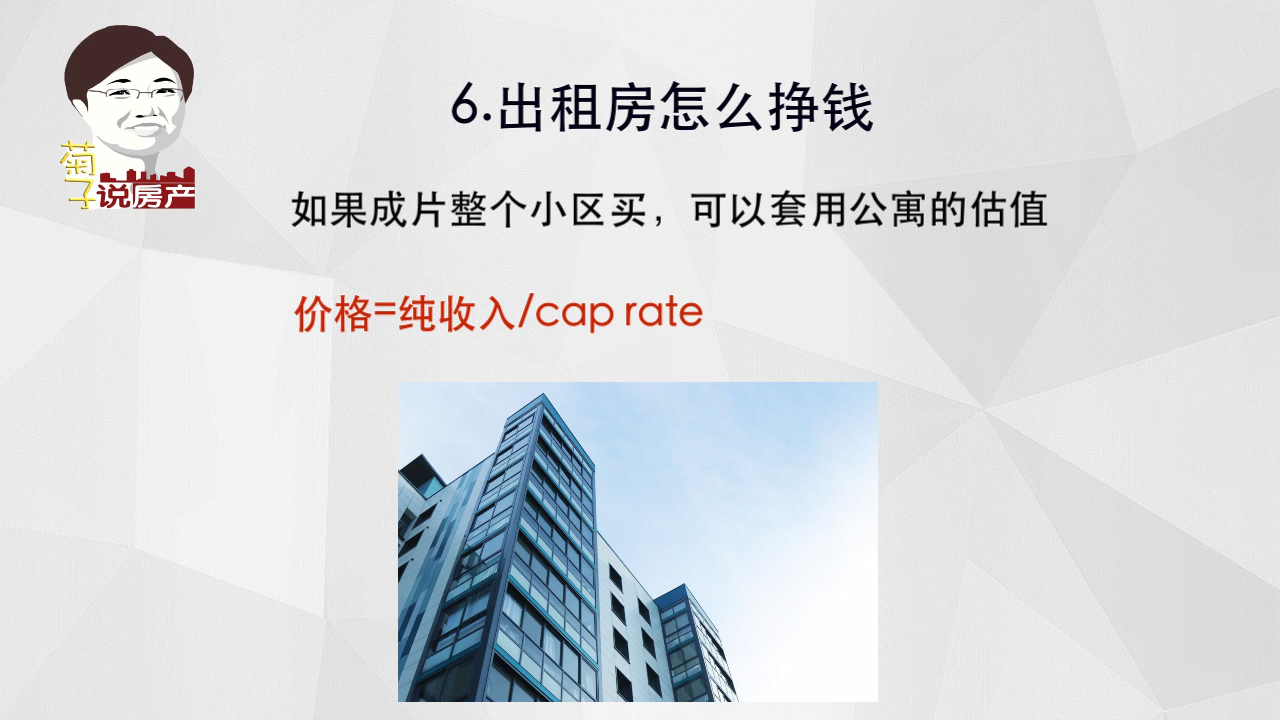 菊子
说房产
6.出租房怎么挣钱
如果成片整个小区买，可以套用公寓的估值
价格=纯收入/cap rate